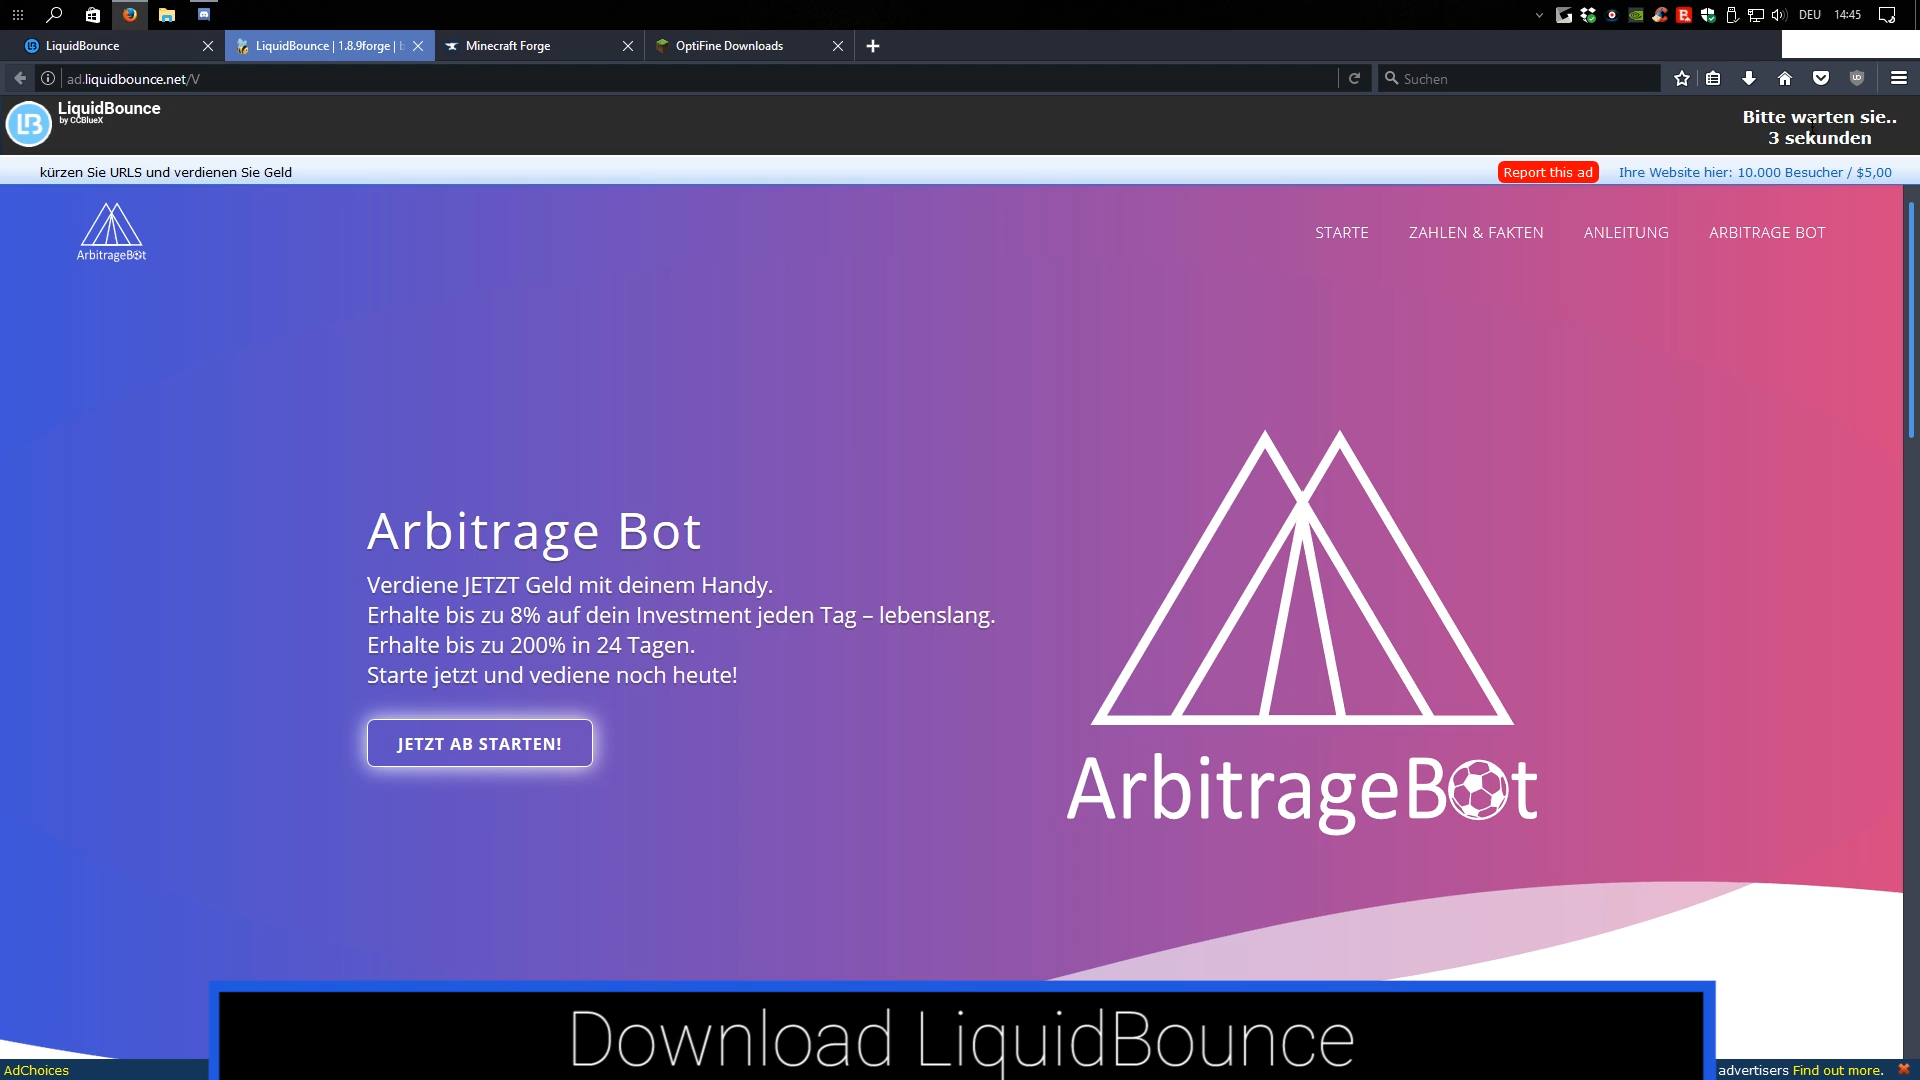 DEU
14:45
LiquidBounce
LiquidBounce | 1.8.9forge |
Minecraft Forge
OptiFine Downloads
ad.liquidbounce.net/V
Suchen
LB
LiquidBounce
by CCBlueX
Bitte warten sie..
3 sekunden
kürzen Sie URLS und verdienen Sie Geld
Report this ad
Ihre Website hier: 10.000 Besucher / $5,00
ArbitrageBot
STARTE
ZAHLEN & FAKTEN
ANLEITUNG
ARBITRAGE BOT
Arbitrage Bot
Verdiene JETZT Geld mit deinem Handy.
Erhalte bis zu 8% auf dein Investment jeden Tag – lebenslang.
Erhalte bis zu 200% in 24 Tagen.
Starte jetzt und vediene noch heute!
JETZT AB STARTEN!
ArbitrageBot
Download LiquidBounce
AdChoices
advertisers Find out more.